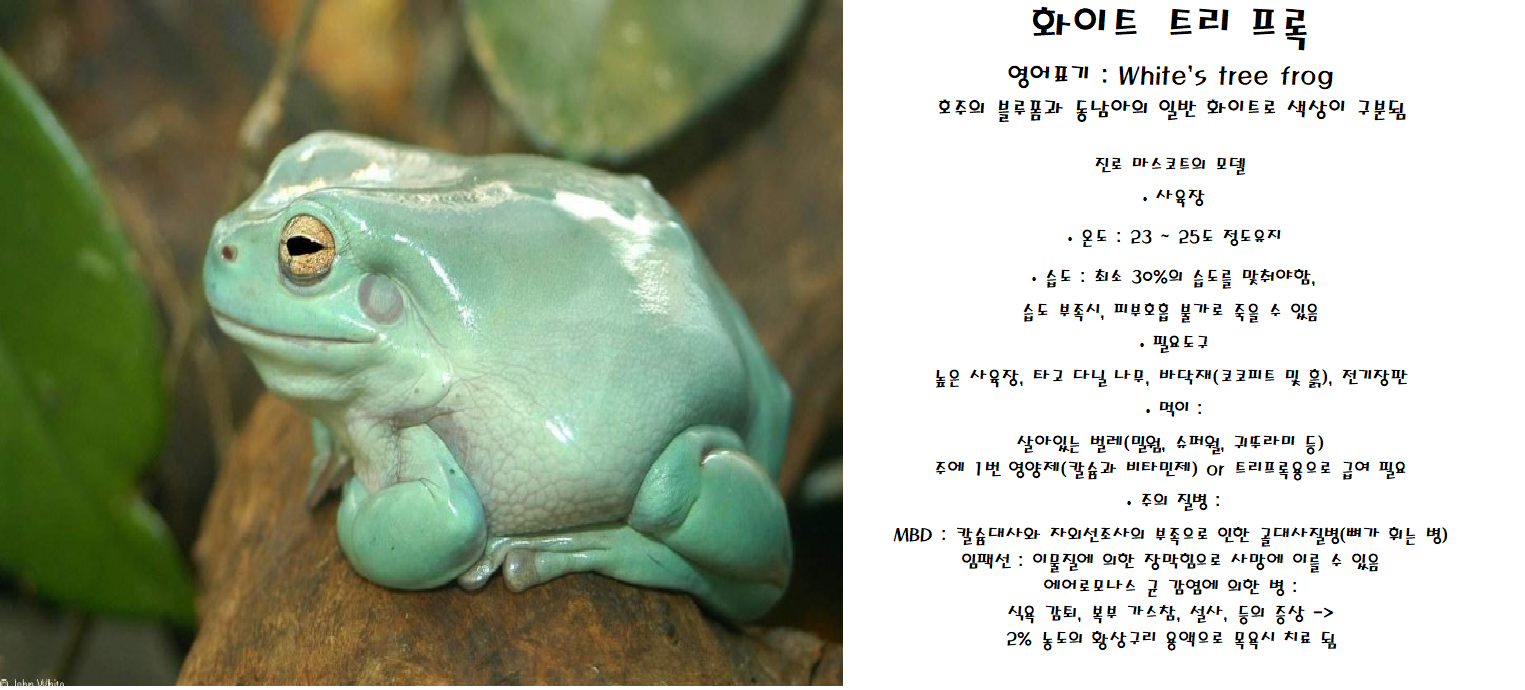 화이트 트리 프록
영어표기 : White's tree frog
호주의 블루폼과 동남아의 일반 화이트로 색상이 구분됨
진로 마스코트의 모델
• 사육장
• 온도 : 23 ~ 25도 정도유지
• 습도 : 최소 30%의 습도를 맞춰야함,
습도 부족시, 피부호흡 불가로 죽을 수 있음
• 필요도구
높은 사육장, 타고 다닐 나무, 바닥재(코코피트 및 흙), 전기장판
• 먹이 :
살아있는 벌레(밀웜, 슈퍼웜, 귀뚜라미 등)
주에 1번 영양제(칼슘과 비타민제) or 트리프록용으로 급여 필요
• 주의 질병 :
MBD : 칼슘대사와 자외선조사의 부족으로 인한 골대사질병(뼈가 휘는 병)
임팩션 : 이물질에 의한 장막힘으로 사망에 이를 수 있음
에어로모나스 균 감염에 의한 병 :
식욕 감퇴, 복부 가스참, 설사, 등의 증상 ->
2% 농도의 황상구리 용액으로 목욕시 치료 됨
© John White